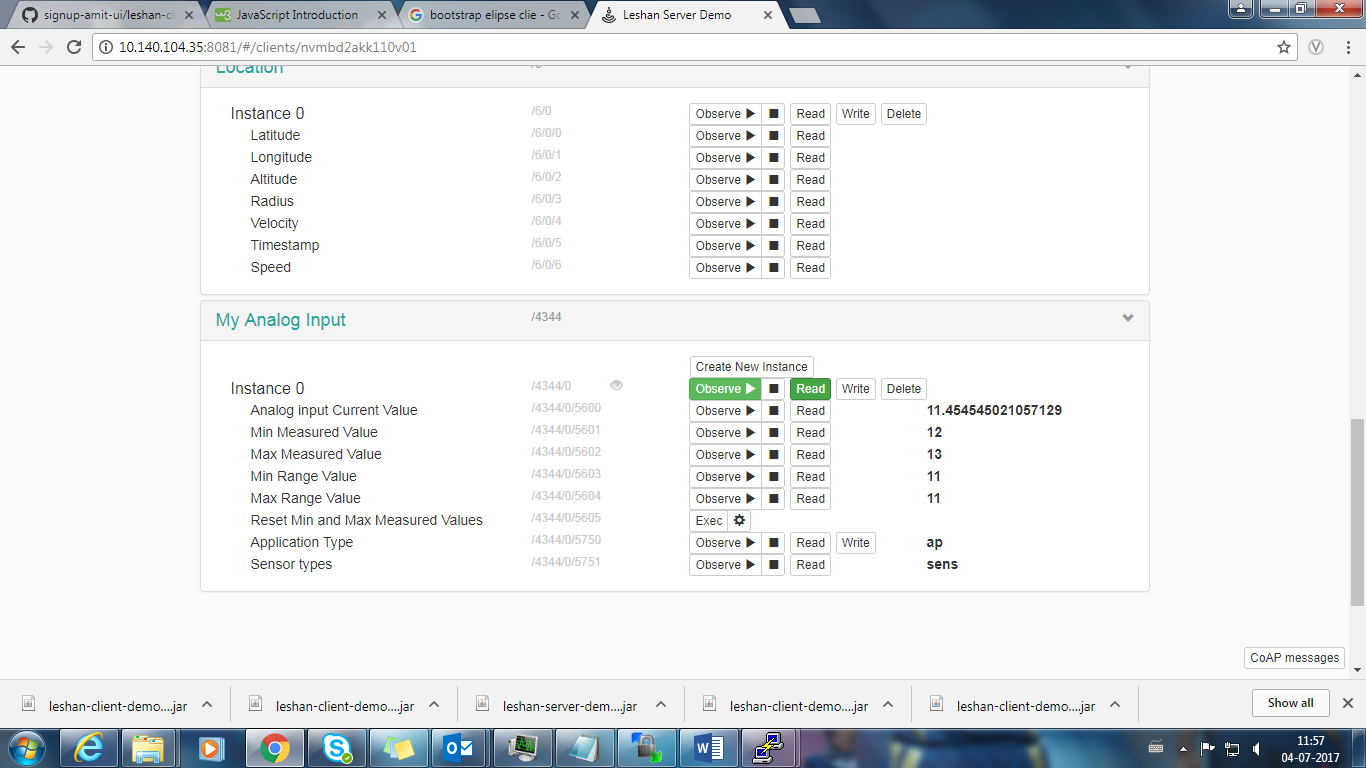 signup-amit-ui/leshan-cl JavaScript Introduction bootstrap elipse clie - Go Leshan Server Demo
10.140.104.35:8081/#/clients/nvmbd2akk110v01
Location
Instance 0 /6/0 Observe Read Write Delete
Latitude /6/0/0 Observe Read
Longitude /6/0/1 Observe Read
Altitude /6/0/2 Observe Read
Radius /6/0/3 Observe Read
Velocity /6/0/4 Observe Read
Timestamp /6/0/5 Observe Read
Speed /6/0/6 Observe Read
My Analog Input /4344
Create New Instance
Instance 0 /4344/0 Observe Read Write Delete
Analog input Current Value /4344/0/5600 Observe Read 11.454545021057129
Min Measured Value /4344/0/5601 Observe Read 12
Max Measured Value /4344/0/5602 Observe Read 13
Min Range Value /4344/0/5603 Observe Read 11
Max Range Value /4344/0/5604 Observe Read 11
Reset Min and Max Measured Values /4344/0/5605 Exec
Application Type /4344/0/5750 Observe Read Write ap
Sensor types /4344/0/5751 Observe Read sens
CoAP messages
leshan-client-demo....jar leshan-client-demo....jar leshan-server-dem....jar leshan-client-demo....jar leshan-client-demo....jar Show all
11:57
04-07-2017